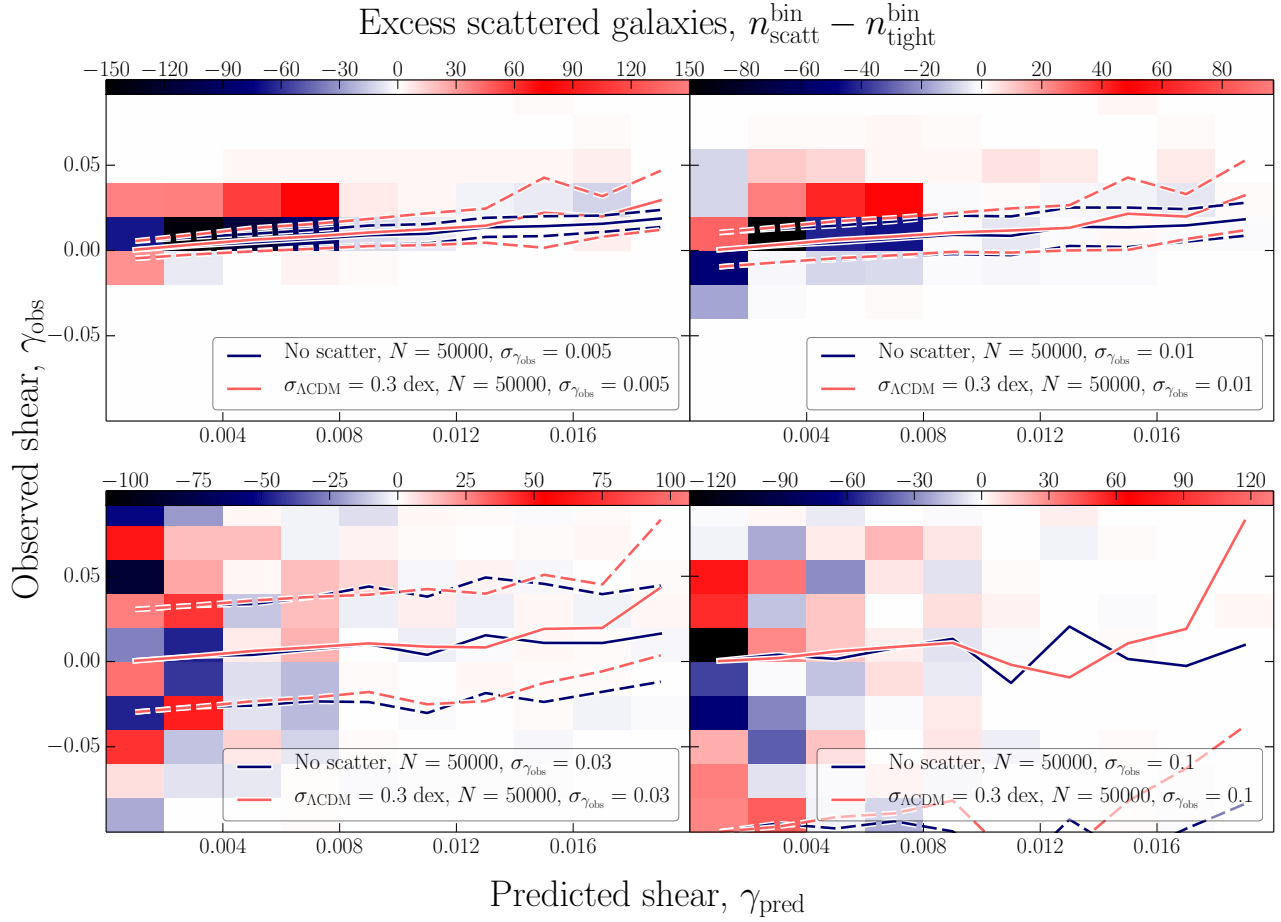 Excess scattered galaxies, n_scatt^bin − n_tight^bin
−150 −120 −90 −60 −30 0 30 60 90 120 150
−80 −60 −40 −20 0 20 40 60 80
0.05
0.00
−0.05
No scatter, N = 50000, σ_γobs = 0.005
σ_ΛCDM = 0.3 dex, N = 50000, σ_γobs = 0.005
No scatter, N = 50000, σ_γobs = 0.01
σ_ΛCDM = 0.3 dex, N = 50000, σ_γobs = 0.01
0.004 0.008 0.012 0.016
0.004 0.008 0.012 0.016
Observed shear, γ_obs
−100 −75 −50 −25 0 25 50 75 100
−120 −90 −60 −30 0 30 60 90 120
0.05
0.00
−0.05
No scatter, N = 50000, σ_γobs = 0.03
σ_ΛCDM = 0.3 dex, N = 50000, σ_γobs = 0.03
No scatter, N = 50000, σ_γobs = 0.1
σ_ΛCDM = 0.3 dex, N = 50000, σ_γobs = 0.1
0.004 0.008 0.012 0.016
0.004 0.008 0.012 0.016
Predicted shear, γ_pred